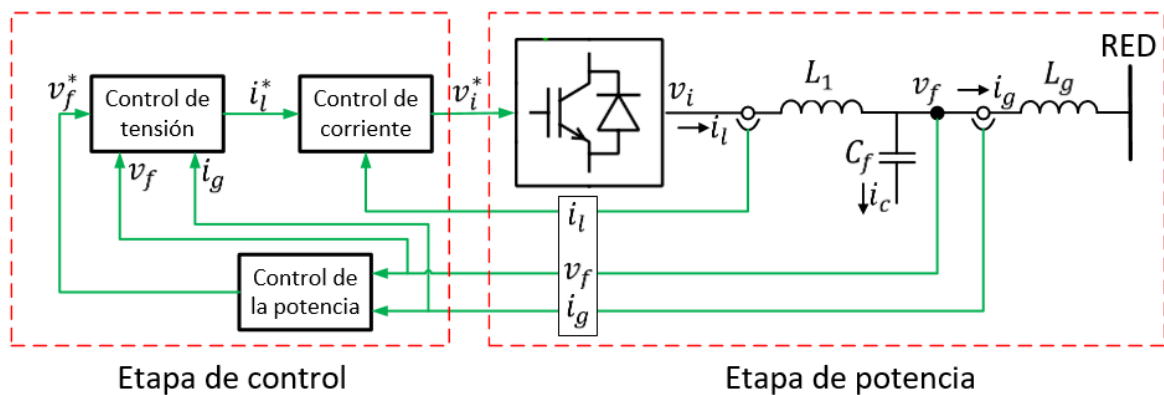 RED
v_f^*
Control de
tensión
i_l^*
Control de
corriente
v_i^*
v_i
i_l
L_1
v_f
i_g
L_g
v_f
i_g
C_f
i_c
i_l
v_f
i_g
Control de
la potencia
Etapa de control
Etapa de potencia